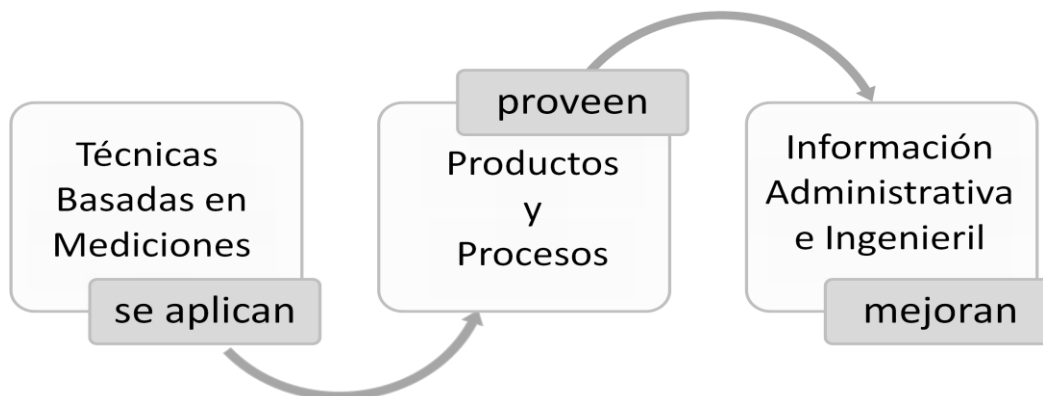 Técnicas
Basadas en
Mediciones
se aplican
proveen
Productos
y
Procesos
Información
Administrativa
e Ingenieril
mejoran